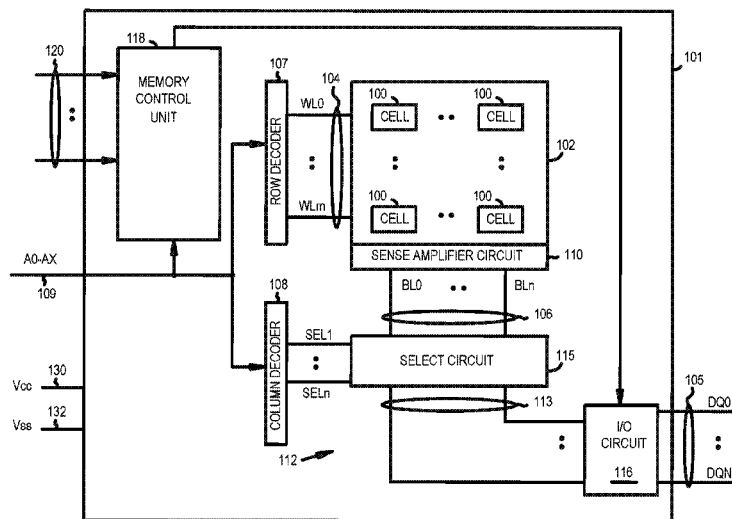 118
120
MEMORY
CONTROL
UNIT
107
ROW DECODER
104
WL0
WLm
100
CELL
100
CELL
100
CELL
100
CELL
101
102
SENSE AMPLIFIER CIRCUIT
110
A0-AX
109
BL0
BLn
106
108
COLUMN DECODER
SEL1
SELn
SELECT CIRCUIT
115
113
Vcc
130
Vss
132
112
I/O
CIRCUIT
116
105
DQ0
DQN